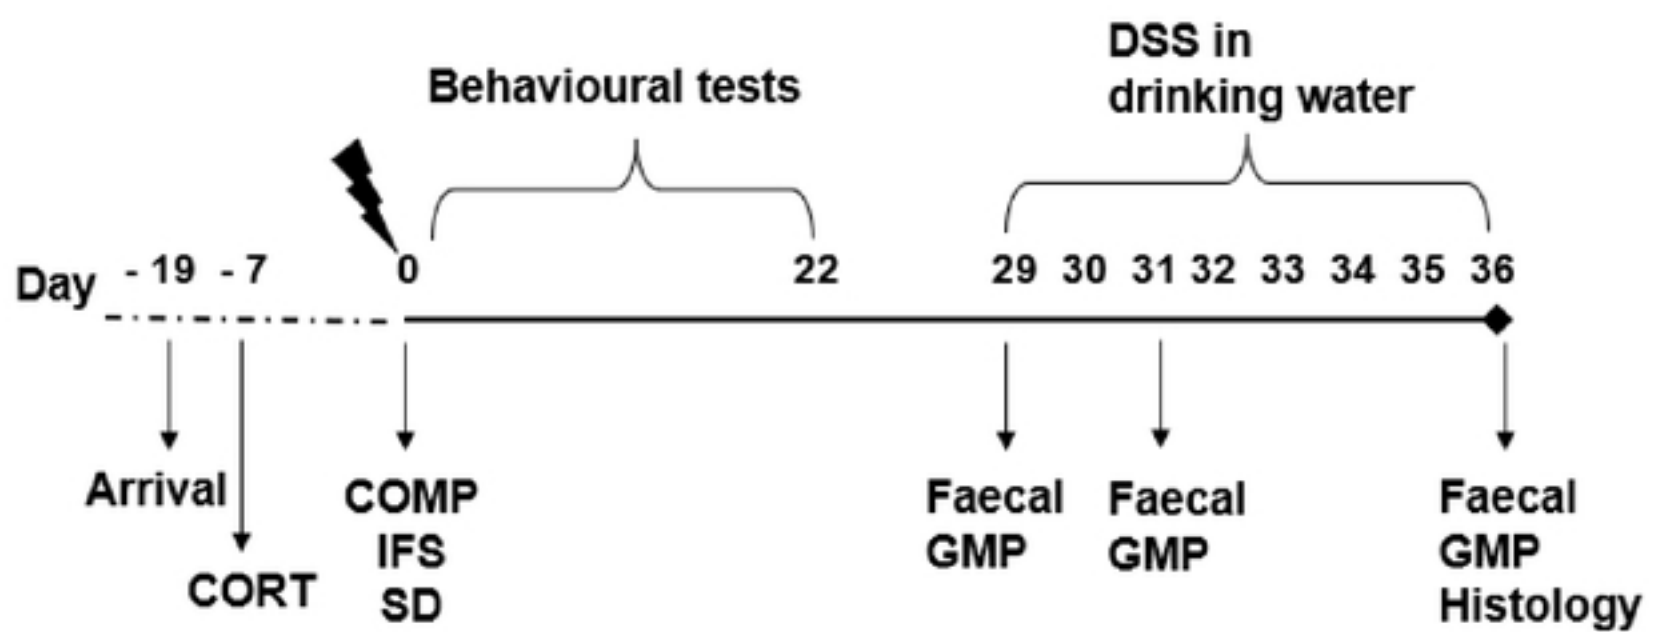 DSS in
drinking water
Behavioural tests
Day - 19 - 7 0 22 29 30 31 32 33 34 35 36
Arrival
CORT
COMP
IFS
SD
Faecal
GMP
Faecal
GMP
Faecal
GMP
Histology